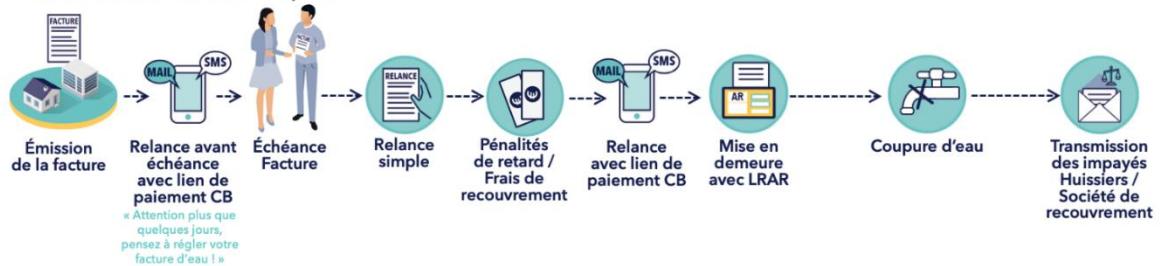 FACTURE
MAIL
SMS
FACTURE
RELANCE
MAIL
SMS
AR
Émission
de la facture
Relance avant
échéance
avec lien de
paiement CB
« Attention plus que
quelques jours,
pensez à régler votre
facture d'eau ! »
Échéance
Facture
Relance
simple
Pénalités
de retard /
Frais de
recouvrement
Relance
avec lien de
paiement CB
Mise en
demeure
avec LRAR
Coupure d'eau
Transmission
des impayés
Huissiers /
Société de
recouvrement